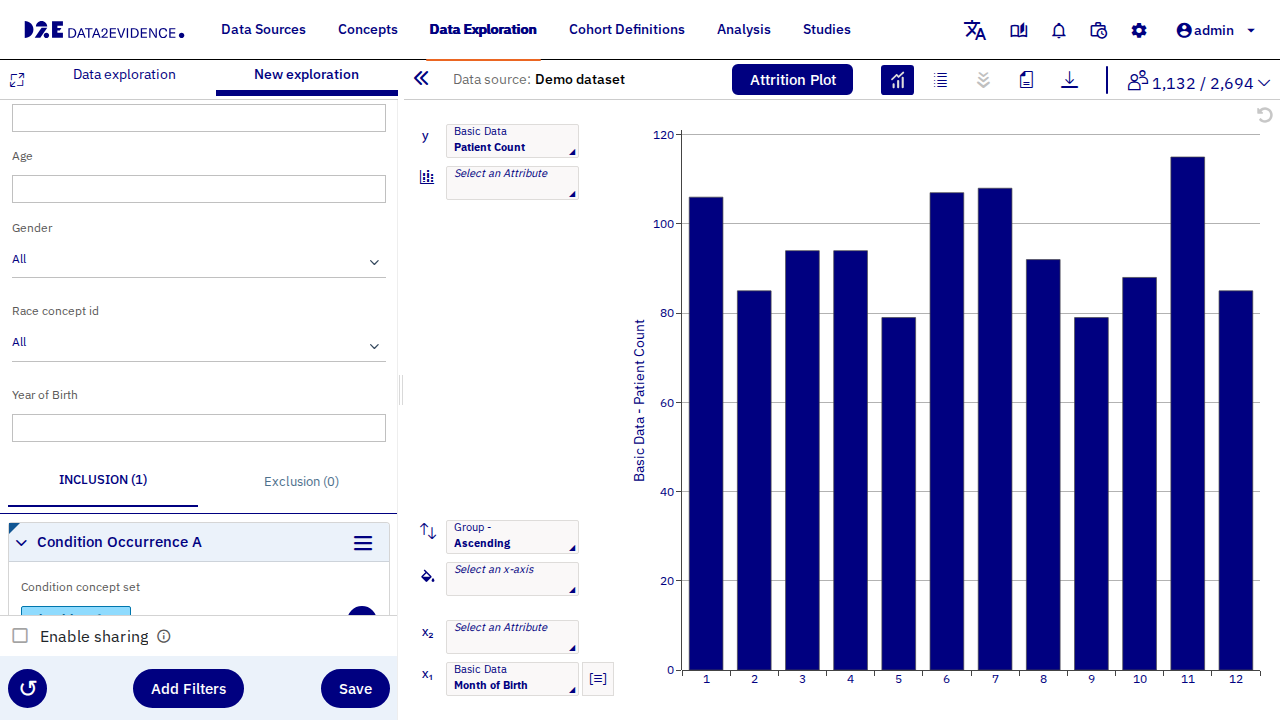 D2E DATA2EVIDENCE.
Data Sources
Concepts
Data Exploration
Cohort Definitions
Analysis
Studies
admin
Data exploration
New exploration
Data source: Demo dataset
Attrition Plot
1,132 / 2,694
Age
Gender
All
Race concept id
All
Year of Birth
INCLUSION (1)
Exclusion (0)
Condition Occurrence A
Condition concept set
Enable sharing
Add Filters
Save
y
Basic Data
Patient Count
Select an Attribute
Group -
Ascending
Select an x-axis
x₂
Select an Attribute
x₁
Basic Data
Month of Birth
[≡]
Basic Data - Patient Count
120
100
80
60
40
20
0
1 2 3 4 5 6 7 8 9 10 11 12